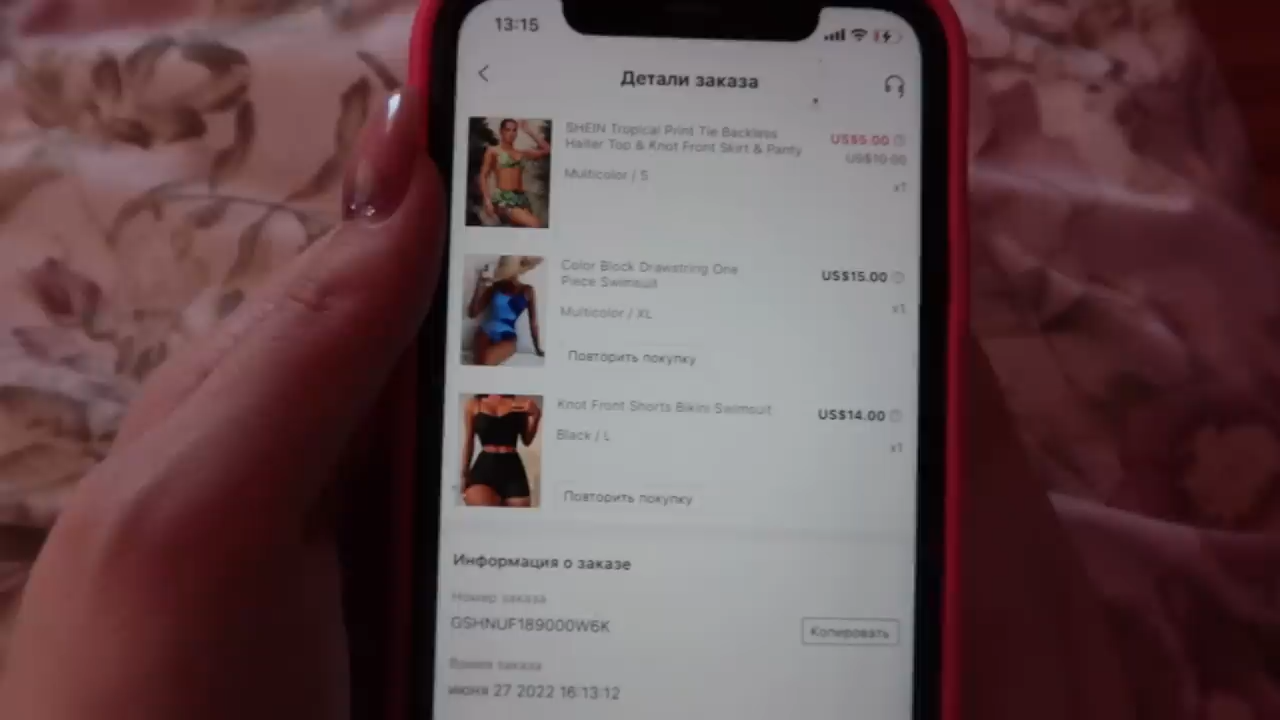 13:15
Детали заказа
SHEIN Tropical Print Tie Backless
Halter Top & Knot Front Skirt & Panty
US$5.00
US$10.00
Multicolor / S
x1
Color Block Drawstring One
Piece Swimsuit
US$15.00
Multicolor / XL
x1
Повторить покупку
Knot Front Shorts Bikini Swimsuit
US$14.00
Black / L
x1
Повторить покупку
Информация о заказе
Номер заказа
GSHNUF189000W6K
Копировать
Время заказа
июня 27 2022 16:13:12